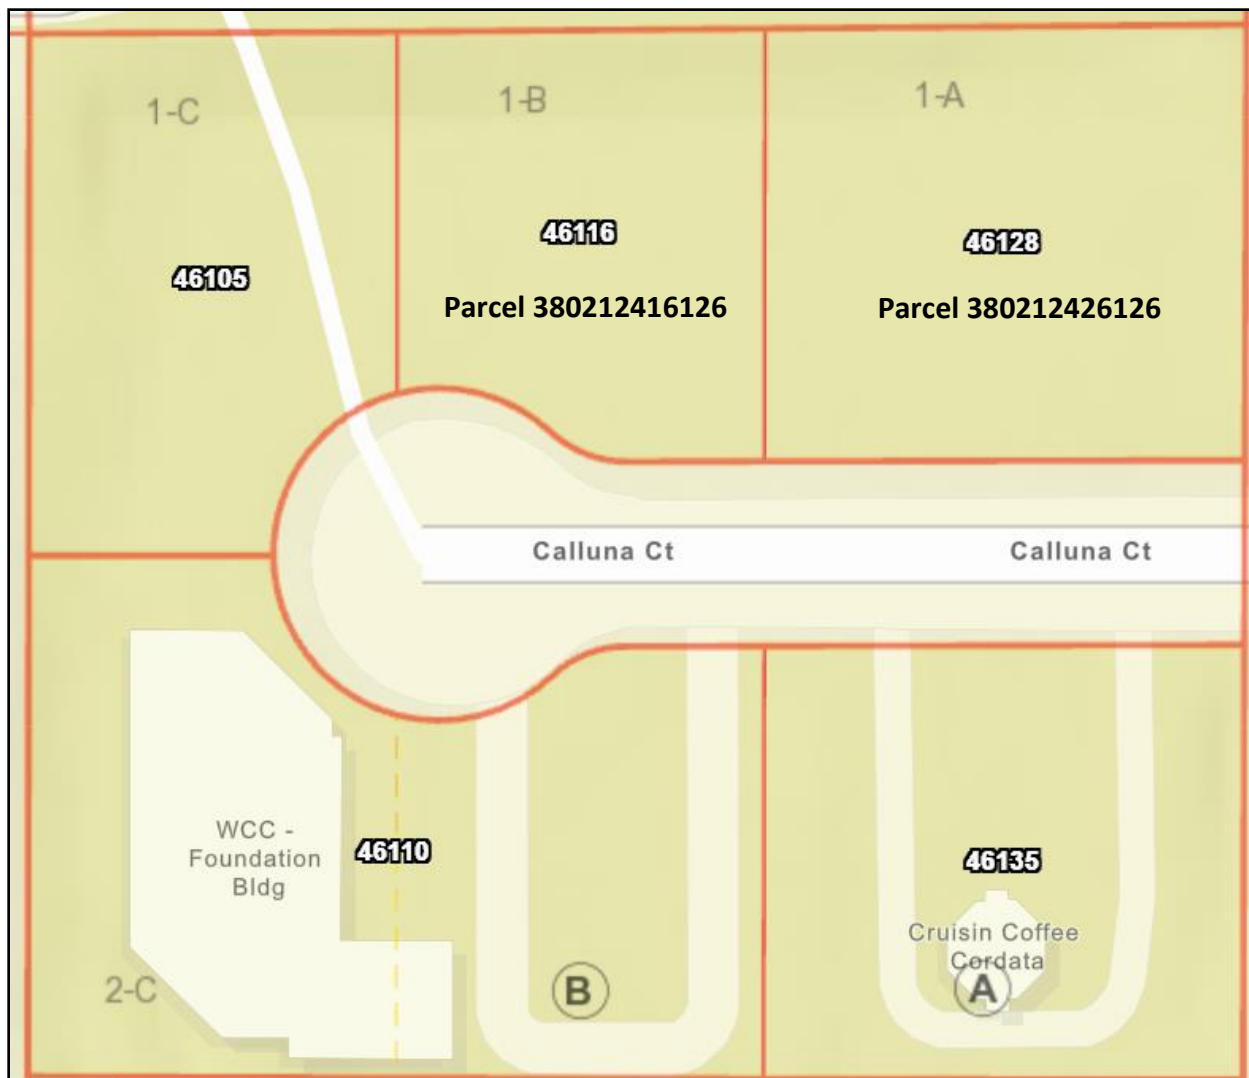 1-C
1-B
1-A
46116
46128
46105
Parcel 380212416126
Parcel 380212426126
Calluna Ct
Calluna Ct
WCC -
Foundation
Bldg
46110
46135
Cruisin Coffee
Cordata
2-C
B
A